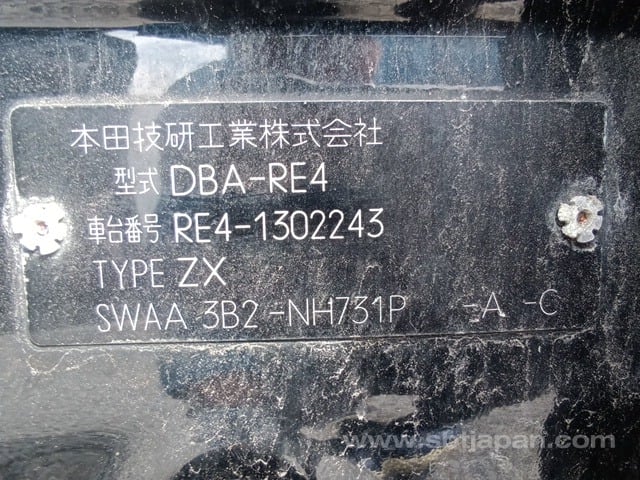 本田技研工業株式会社
型式 DBA-RE4
車台番号 RE4-1302243
TYPE ZX
SWAA 3B2-NH731P -A -C
www.sbtjapan.com